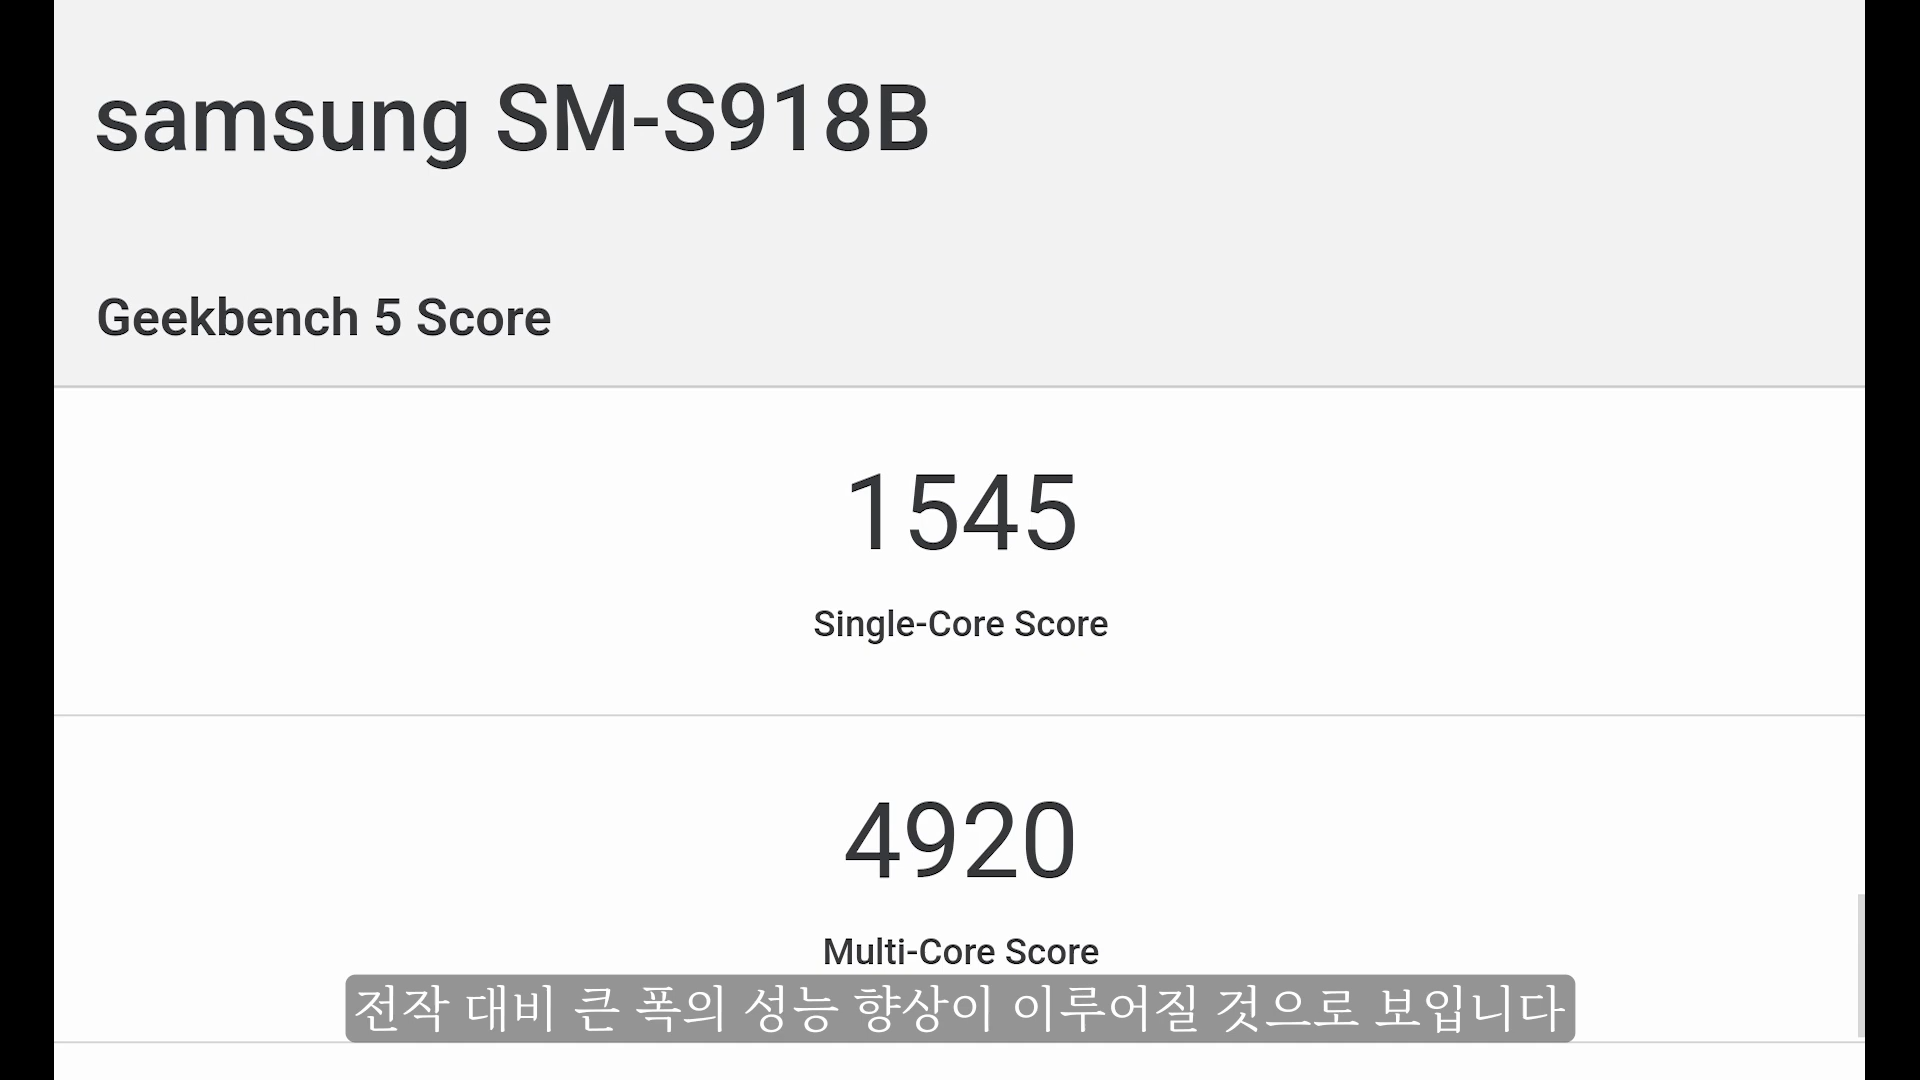 samsung SM-S918B
Geekbench 5 Score
1545
Single-Core Score
4920
Multi-Core Score
전작 대비 큰 폭의 성능 향상이 이루어질 것으로 보입니다